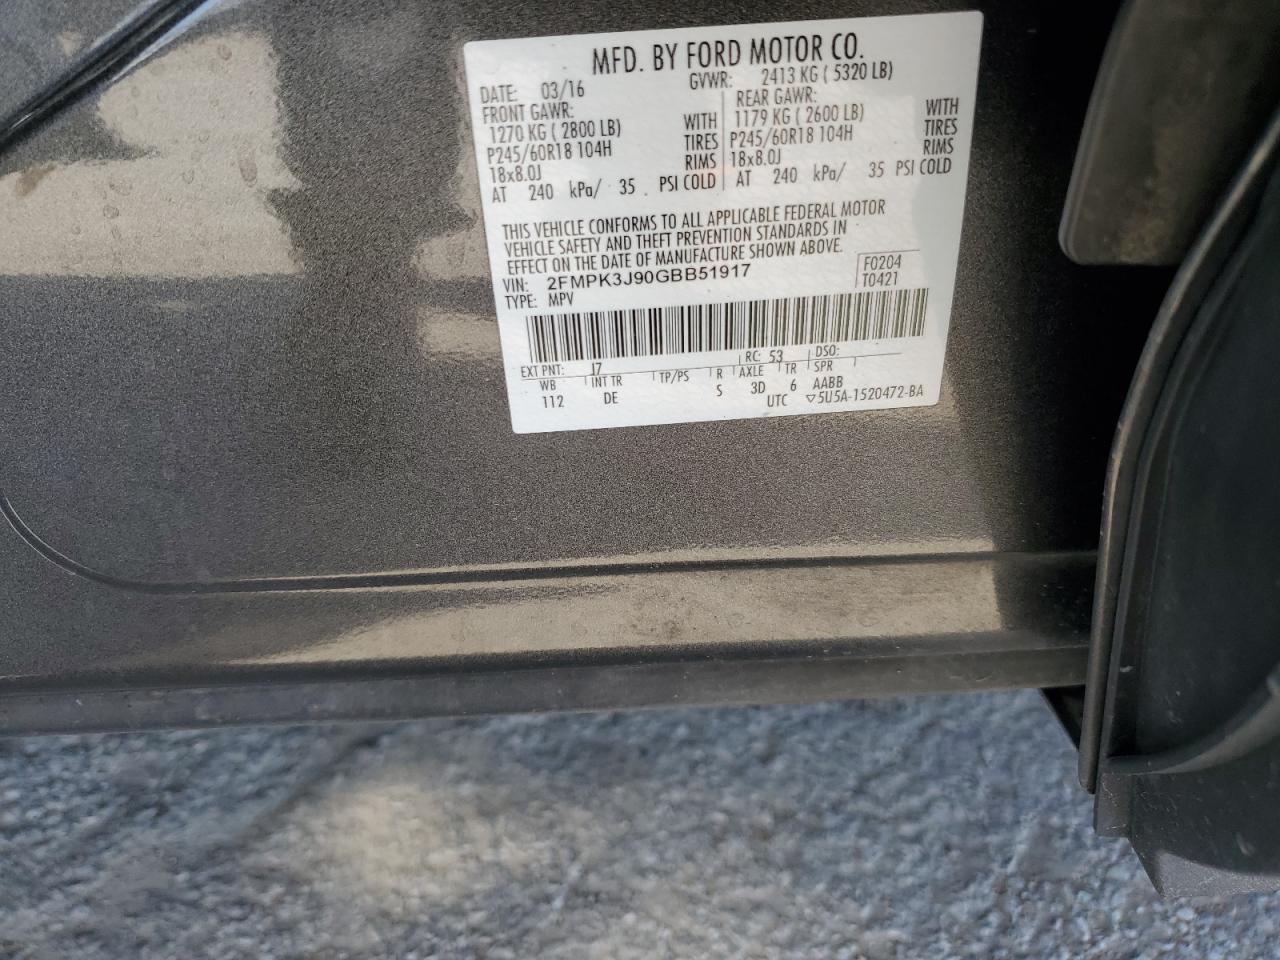 MFD. BY FORD MOTOR CO.
DATE: 03/16 GVWR: 2413 KG ( 5320 LB)
FRONT GAWR: REAR GAWR:
1270 KG ( 2800 LB) WITH 1179 KG ( 2600 LB) WITH
P245/60R18 104H TIRES P245/60R18 104H TIRES
18x8.0J RIMS 18x8.0J RIMS
AT 240 kPa/ 35 PSI COLD AT 240 kPa/ 35 PSI COLD
THIS VEHICLE CONFORMS TO ALL APPLICABLE FEDERAL MOTOR
VEHICLE SAFETY AND THEFT PREVENTION STANDARDS IN
EFFECT ON THE DATE OF MANUFACTURE SHOWN ABOVE.
VIN: 2FMPK3J90GBB51917 F0204
TYPE: MPV T0421
EXT PNT: J7 RC: 53 DSO:
WB INT TR TP/PS R AXLE TR SPR
112 DE S 3D 6 AABB
UTC ▽5U5A-1520472-BA